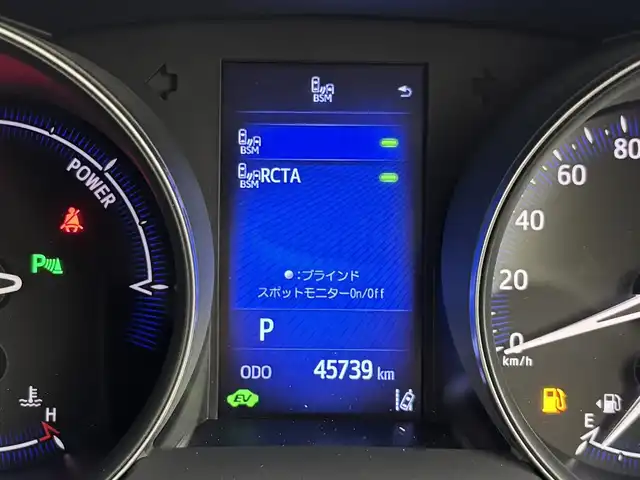 BSM
BSM
BSM RCTA
:ブラインド
スポットモニターOn/Off
P
ODO 45739 km
EV
POWER
P
H
80
60
40
20
0
km/h
E